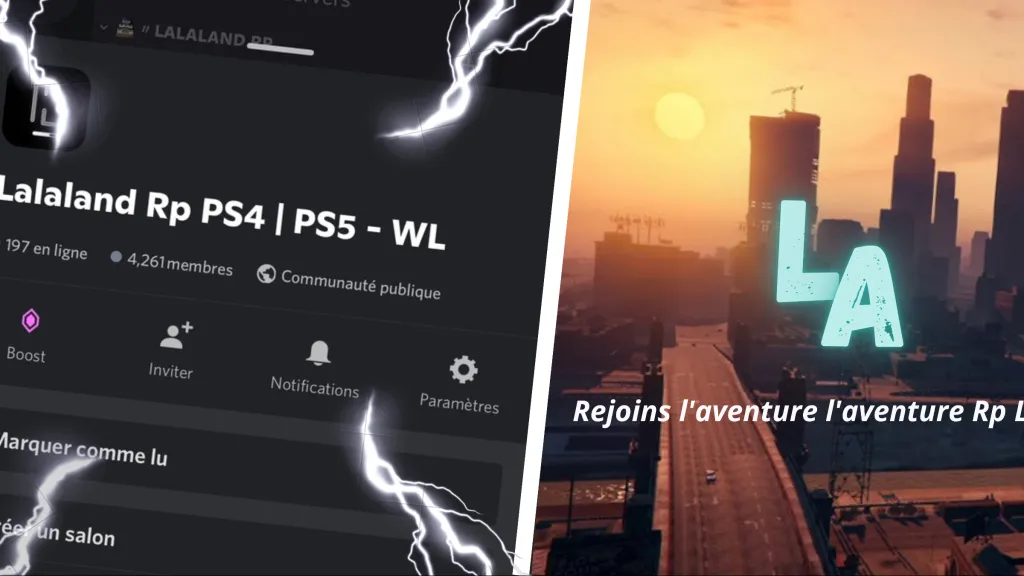 " LALALAND RP
Lalaland Rp PS4 | PS5 - WL
197 en ligne
4,261 membres
Communauté publique
Boost
Inviter
Notifications
Paramètres
Marquer comme lu
réer un salon
LA
Rejoins l'aventure l'aventure Rp L